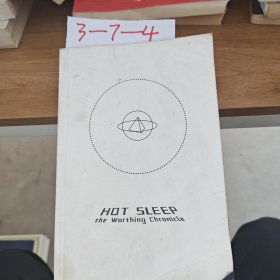 3-7-4
HOT SLEEP
the Worthing Chronicle